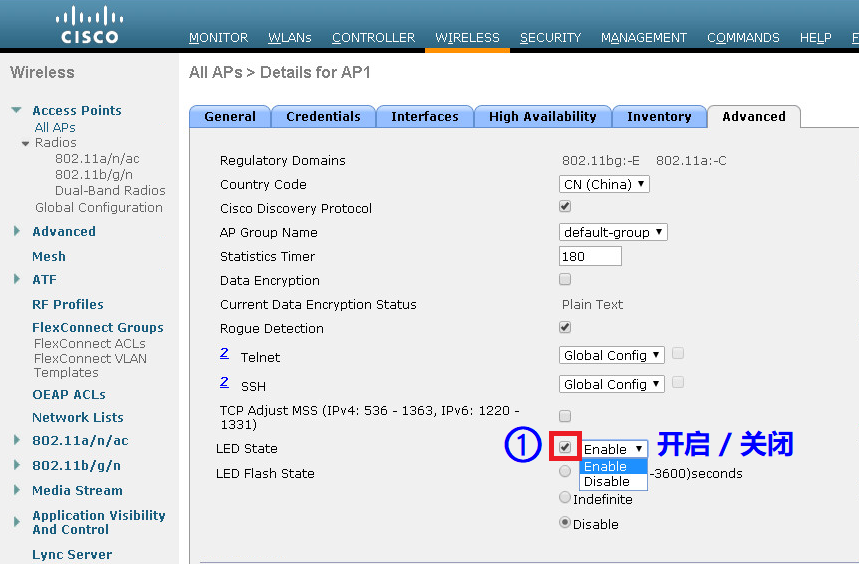 CISCO
MONITOR WLANs CONTROLLER WIRELESS SECURITY MANAGEMENT COMMANDS HELP F
Wireless
Access Points
All APs
Radios
802.11a/n/ac
802.11b/g/n
Dual-Band Radios
Global Configuration
Advanced
Mesh
ATF
RF Profiles
FlexConnect Groups
FlexConnect ACLs
FlexConnect VLAN
Templates
OEAP ACLs
Network Lists
802.11a/n/ac
802.11b/g/n
Media Stream
Application Visibility
And Control
Lync Server
All APs > Details for AP1
General Credentials Interfaces High Availability Inventory Advanced
Regulatory Domains 802.11bg:-E 802.11a:-C
Country Code CN (China)
Cisco Discovery Protocol
AP Group Name default-group
Statistics Timer 180
Data Encryption
Current Data Encryption Status Plain Text
Rogue Detection
2 Telnet Global Config
2 SSH Global Config
TCP Adjust MSS (IPv4: 536 - 1363, IPv6: 1220 -
1331)
LED State ① Enable 开启 / 关闭
Enable
Disable
LED Flash State -3600)seconds
Indefinite
Disable